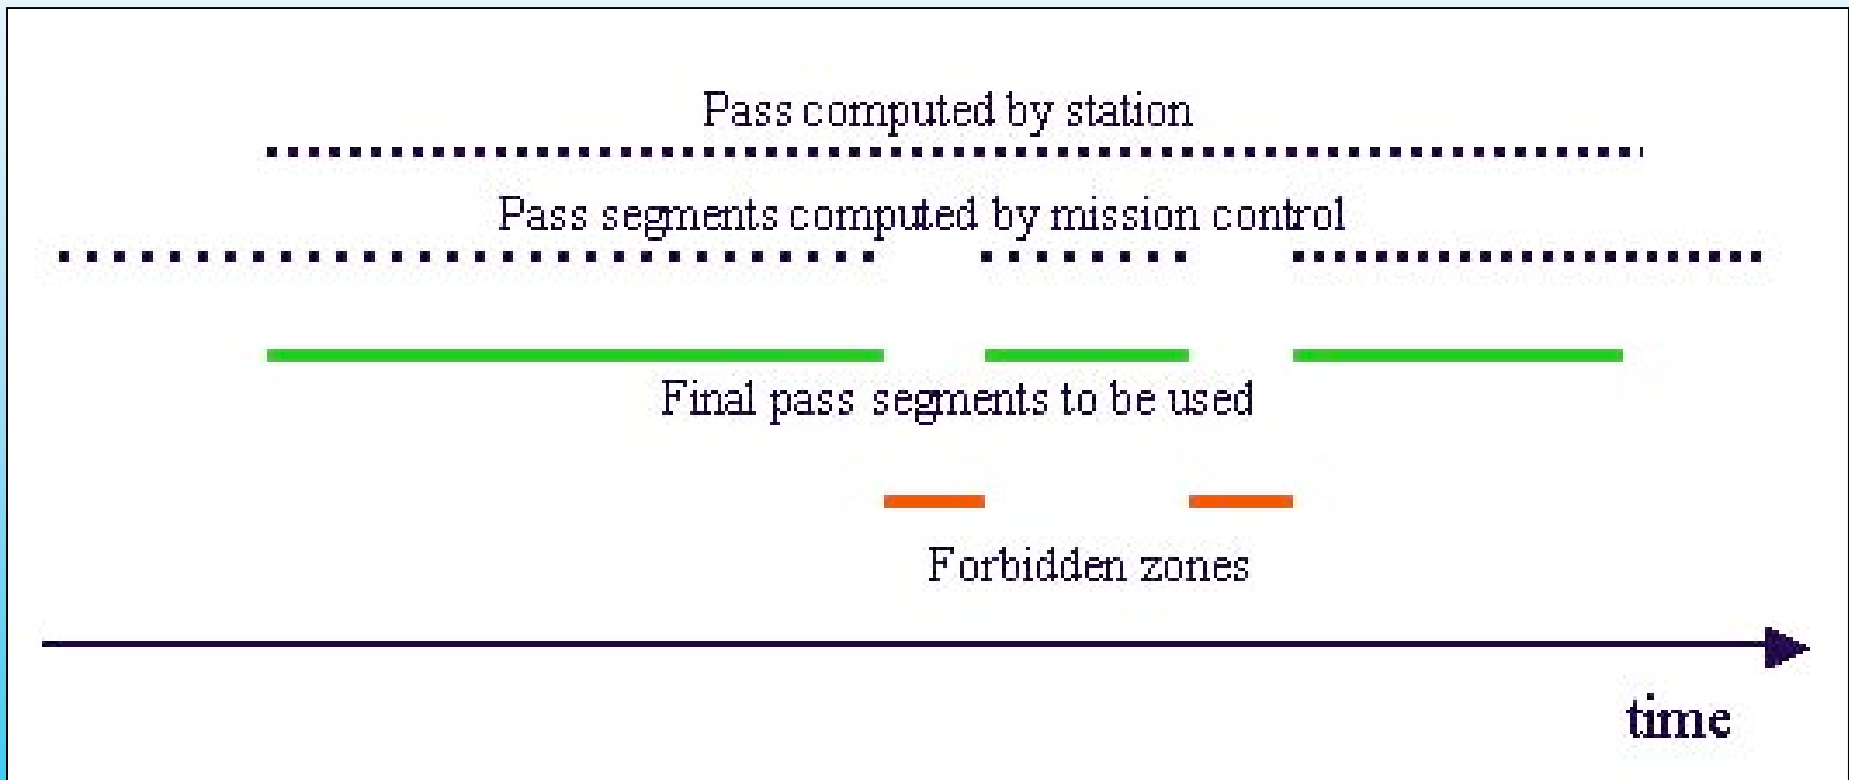 Pass computed by station
Pass segments computed by mission control
Final pass segments to be used
Forbidden zones
time